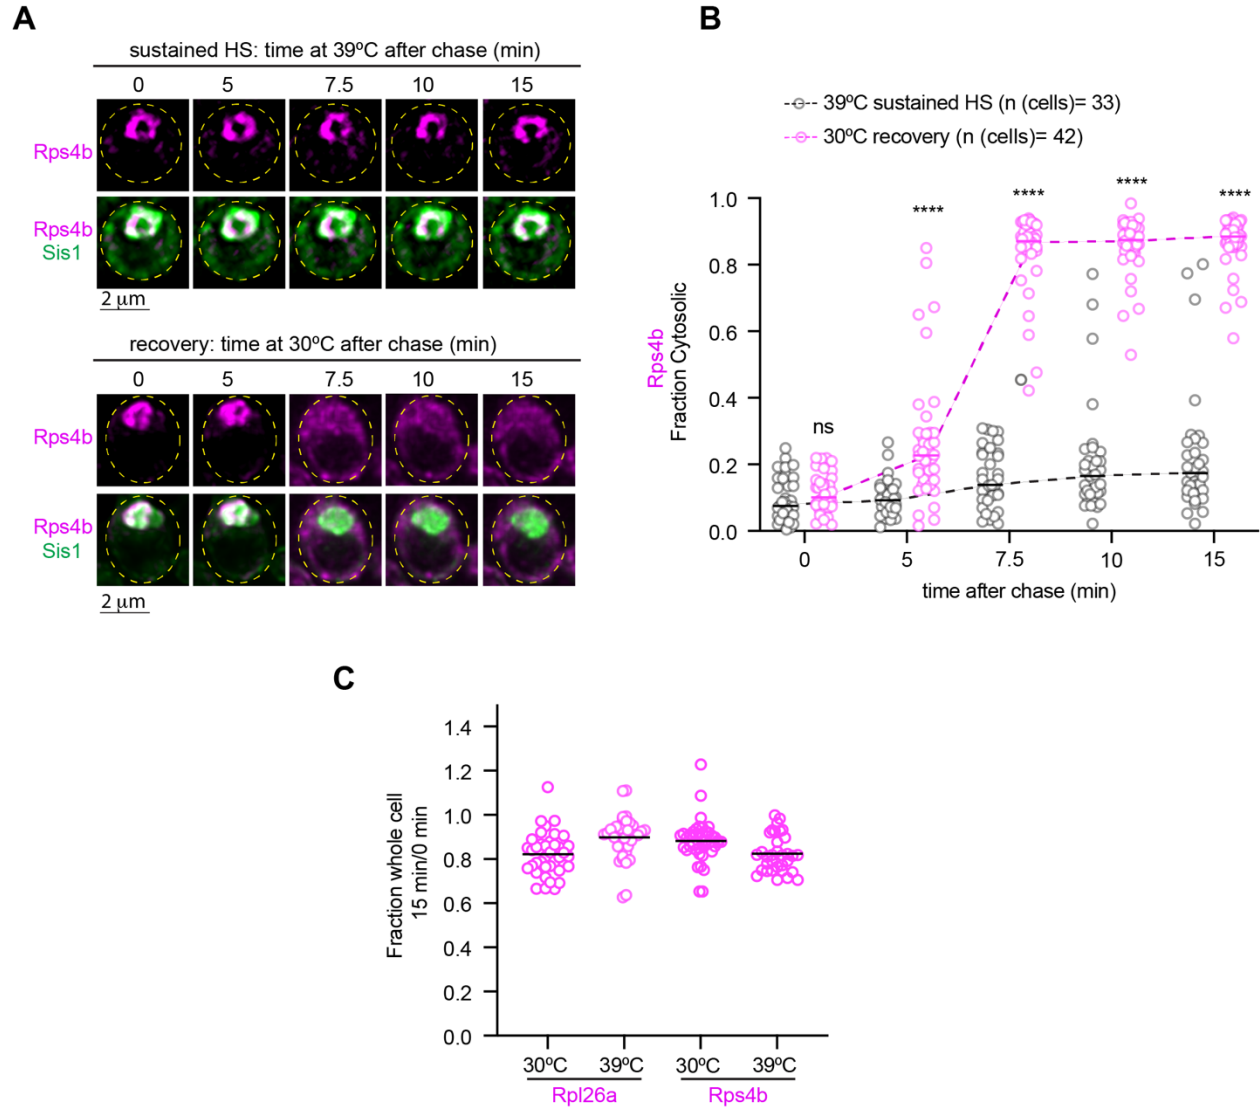 A
sustained HS: time at 39ºC after chase (min)
0 5 7.5 10 15
Rps4b
Rps4b
Sis1
2 μm
recovery: time at 30ºC after chase (min)
0 5 7.5 10 15
Rps4b
Rps4b
Sis1
2 μm
B
39ºC sustained HS (n (cells)= 33)
30ºC recovery (n (cells)= 42)
Rps4b
Fraction Cytosolic
1.0
0.8
0.6
0.4
0.2
0.0
ns
****
****
****
****
0 5 7.5 10 15
time after chase (min)
C
Fraction whole cell
15 min/0 min
1.4
1.2
1.0
0.8
0.6
0.4
0.2
0.0
30ºC 39ºC 30ºC 39ºC
Rpl26a Rps4b